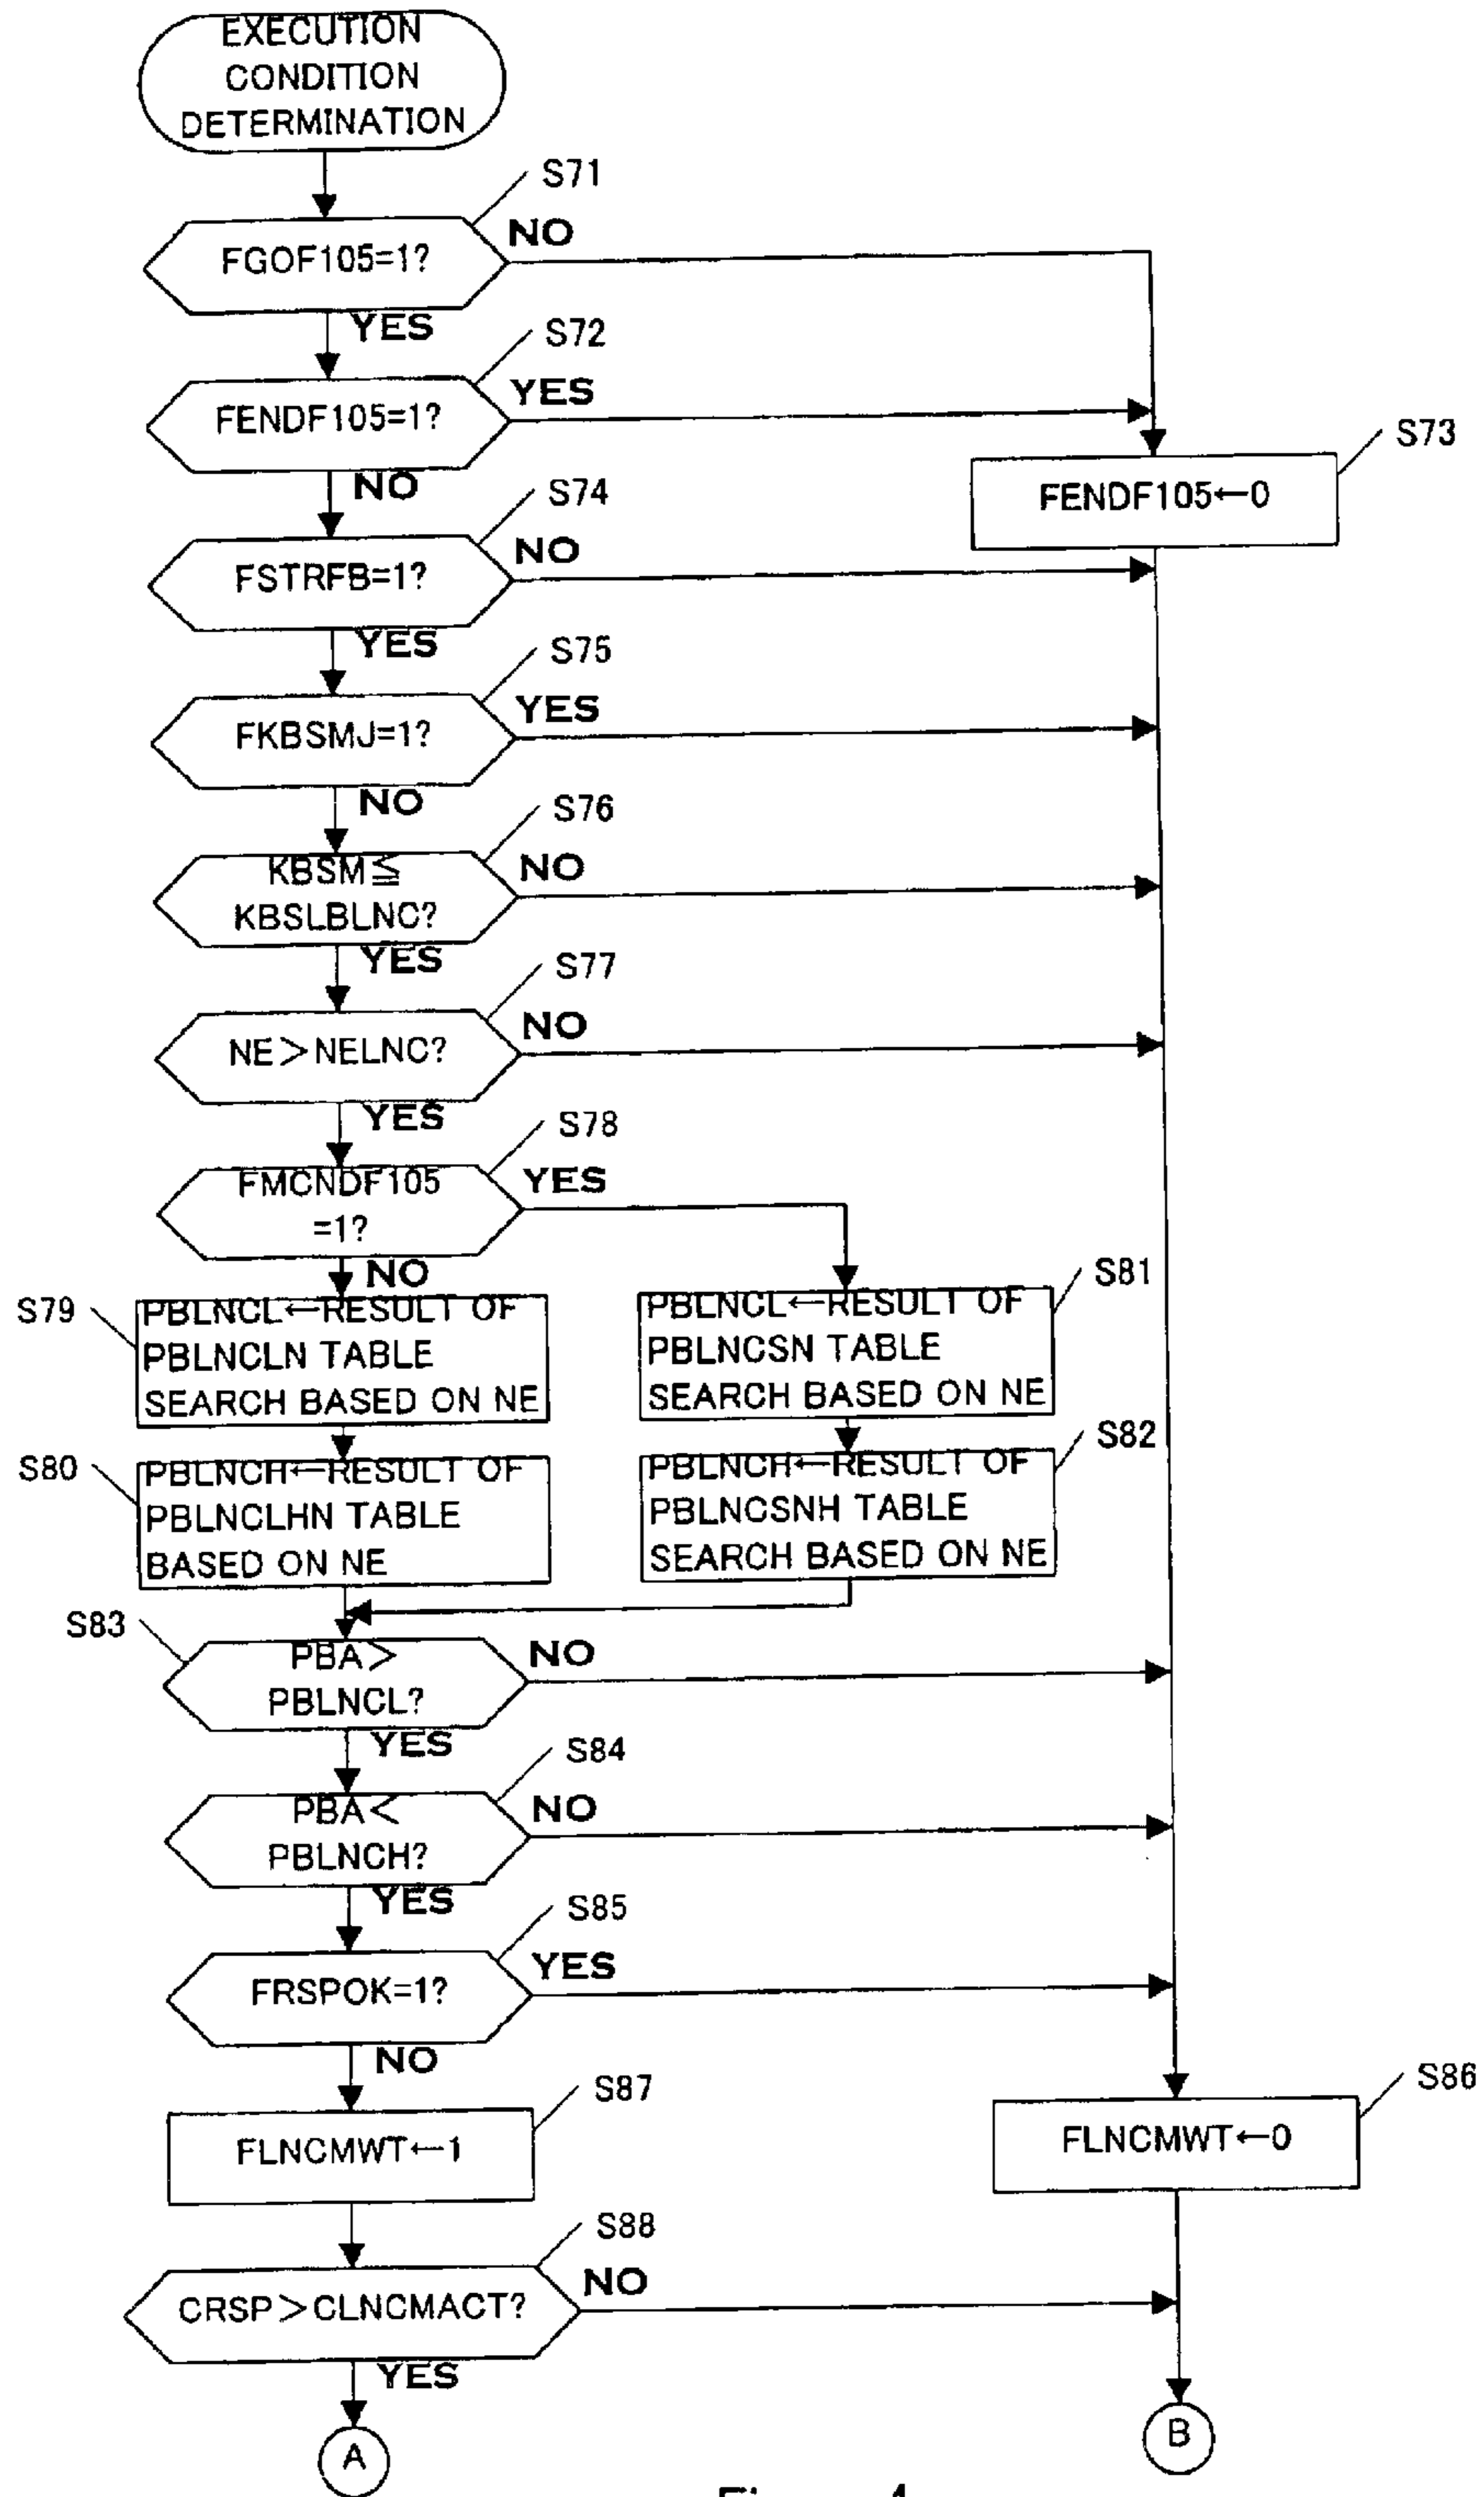 EXECUTION
CONDITION
DETERMINATION
S71
FGOF105=1?
NO
YES
S72
FENDF105=1?
YES
NO
S73
FENDF105←0
S74
FSTRFB=1?
NO
YES
S75
FKBSMJ=1?
YES
NO
S76
KBSM≦
KBSLBLNC?
NO
YES
S77
NE>NELNC?
NO
YES
S78
FMCNDF105
=1?
YES
NO
S79
PBLNCL←RESULT OF
PBLNCLN TABLE
SEARCH BASED ON NE
S81
PBLNCL←RESULT OF
PBLNCSN TABLE
SEARCH BASED ON NE
S80
PBLNCH←RESULT OF
PBLNCLHN TABLE
BASED ON NE
S82
PBLNCH←RESULT OF
PBLNCSNH TABLE
SEARCH BASED ON NE
S83
PBA>
PBLNCL?
NO
YES
S84
PBA<
PBLNCH?
NO
YES
S85
FRSPOK=1?
YES
NO
S87
FLNCMWT←1
S86
FLNCMWT←0
S88
CRSP>CLNCMACT?
NO
YES
A
B